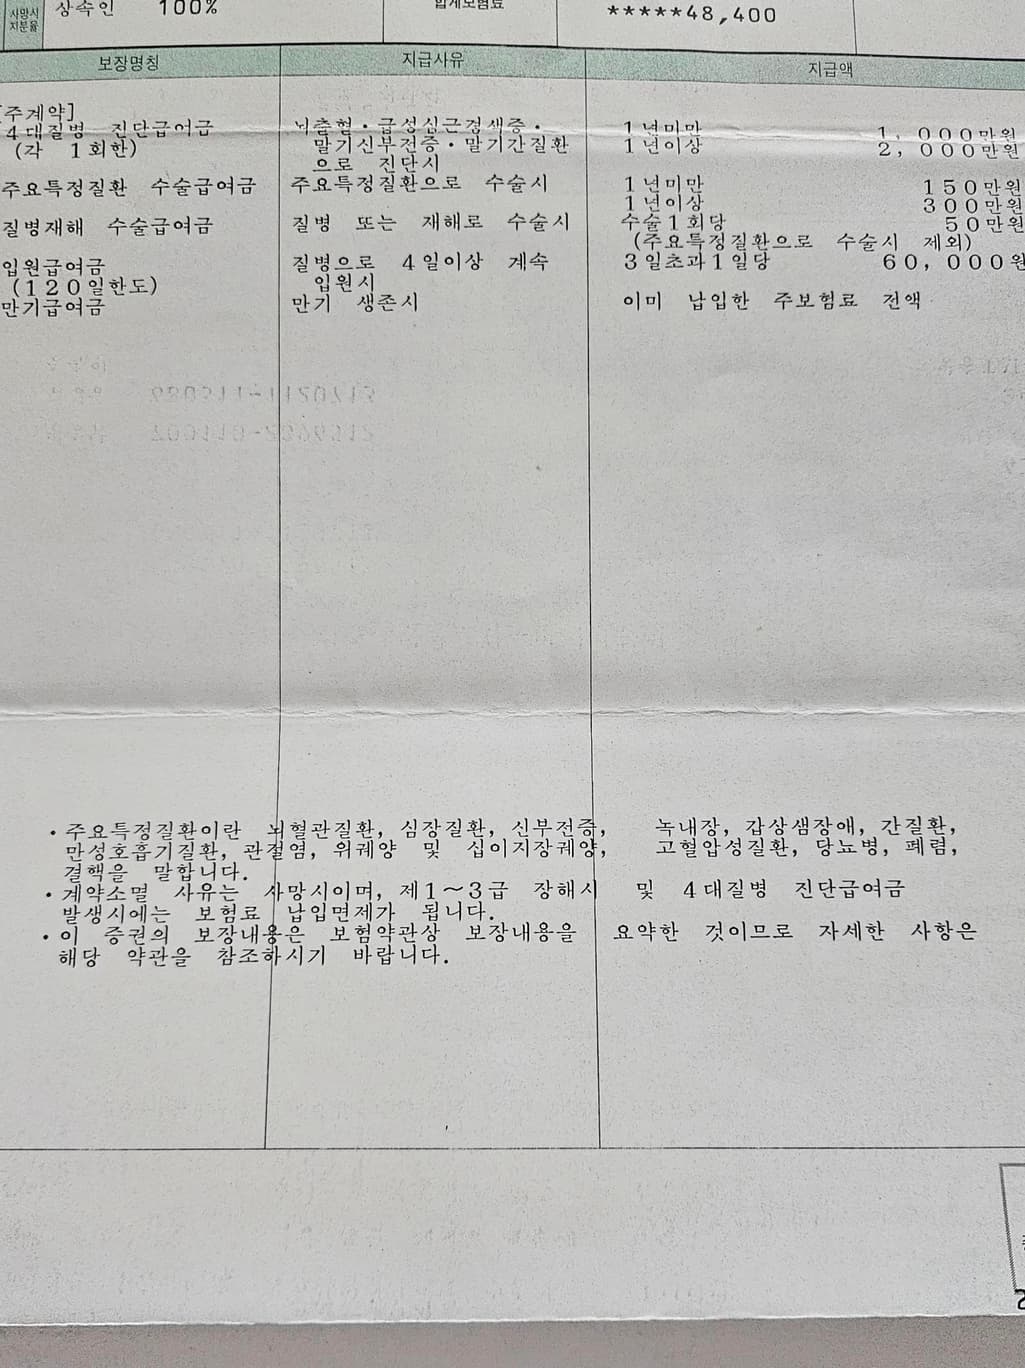 사망시
지분율
상속인 100%
합계보험료
*****48,400
보장명칭 지급사유 지급액
[주계약]
4대질병 진단급여금 뇌출혈·급성심근경색증· 1년미만 1,000만원
(각 1회한) 말기신부전증·말기간질환 1년이상 2,000만원
으로 진단시
주요특정질환 수술급여금 주요특정질환으로 수술시 1년미만 150만원
1년이상 300만원
질병재해 수술급여금 질병 또는 재해로 수술시 수술1회당 50만원
(주요특정질환으로 수술시 제외)
입원급여금 질병으로 4일이상 계속 3일초과1일당 60,000원
(120일한도) 입원시
만기급여금 만기 생존시 이미 납입한 주보험료 전액
·주요특정질환이란 뇌혈관질환, 심장질환, 신부전증, 녹내장, 갑상샘장애, 간질환,
만성호흡기질환, 관절염, 위궤양 및 십이지장궤양, 고혈압성질환, 당뇨병, 폐렴,
결핵을 말합니다.
·계약소멸 사유는 사망시이며, 제1~3급 장해시 및 4대질병 진단급여금
발생시에는 보험료 납입면제가 됩니다.
·이 증권의 보장내용은 보험약관상 보장내용을 요약한 것이므로 자세한 사항은
해당 약관을 참조하시기 바랍니다.